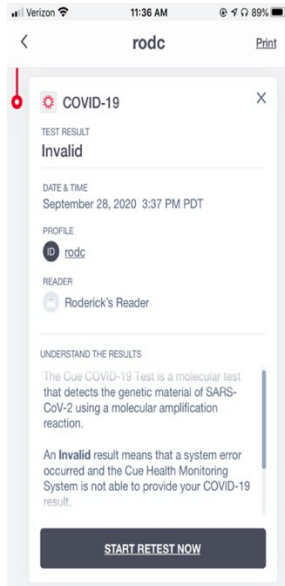 Verizon 11:36 AM 89%
rodc Print
COVID-19 X
TEST RESULT
Invalid
DATE & TIME
September 28, 2020 3:37 PM PDT
PROFILE
ID rodc
READER
Roderick's Reader
UNDERSTAND THE RESULTS
The Cue COVID-19 Test is a molecular test
that detects the genetic material of SARS-
CoV-2 using a molecular amplification
reaction.
An Invalid result means that a system error
occurred and the Cue Health Monitoring
System is not able to provide your COVID-19
result.
START RETEST NOW